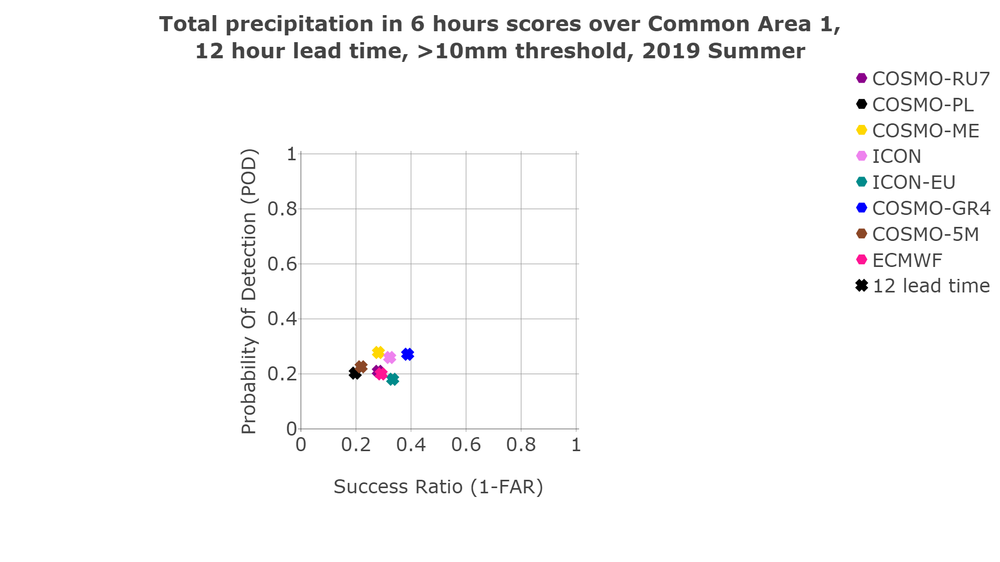 Total precipitation in 6 hours scores over Common Area 1,
12 hour lead time, >10mm threshold, 2019 Summer
COSMO-RU7
COSMO-PL
COSMO-ME
ICON
ICON-EU
COSMO-GR4
COSMO-5M
ECMWF
12 lead time
Probability Of Detection (POD)
1
0.8
0.6
0.4
0.2
0
0 0.2 0.4 0.6 0.8 1
Success Ratio (1-FAR)